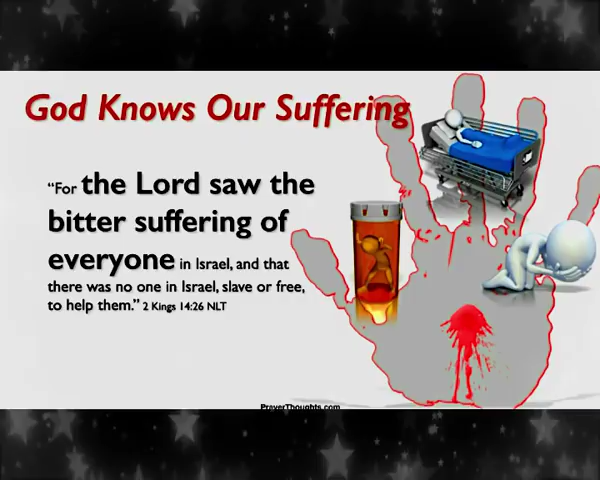 God Knows Our Suffering
“For the Lord saw the
bitter suffering of
everyone in Israel, and that
there was no one in Israel, slave or free,
to help them.” 2 Kings 14:26 NLT
PrayerThoughts.com